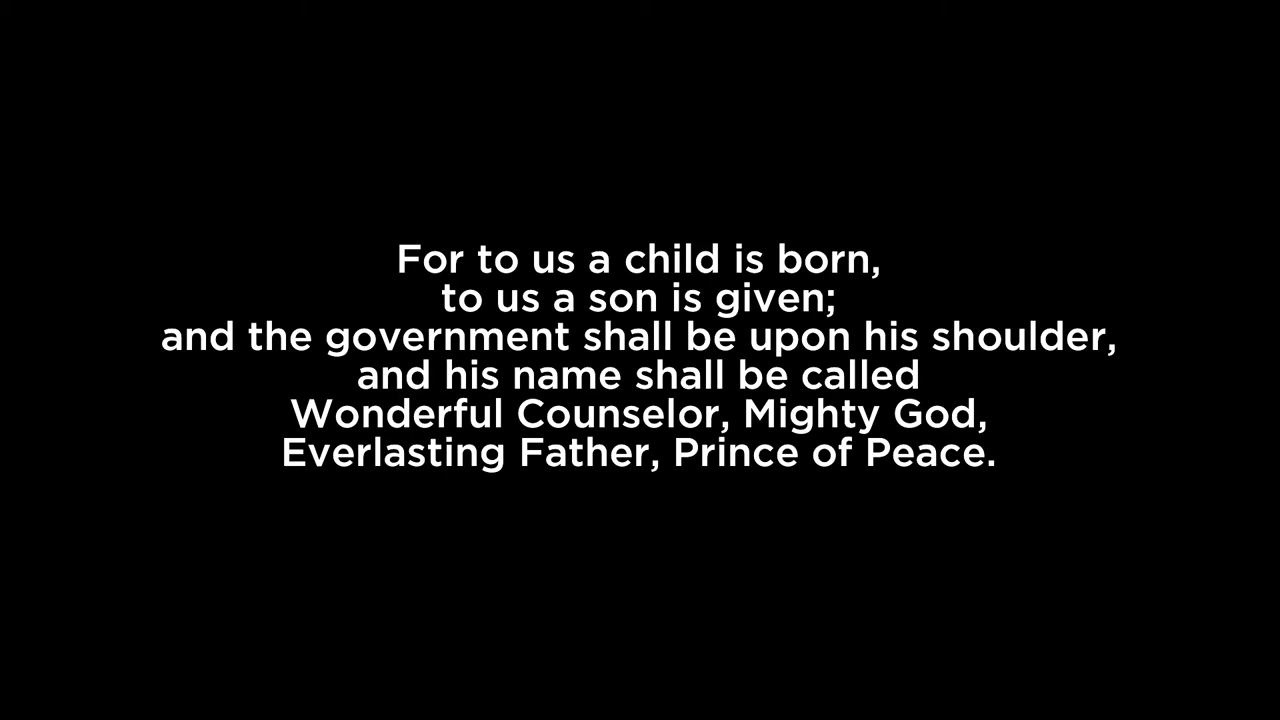 For to us a child is born,
to us a son is given;
and the government shall be upon his shoulder,
and his name shall be called
Wonderful Counselor, Mighty God,
Everlasting Father, Prince of Peace.